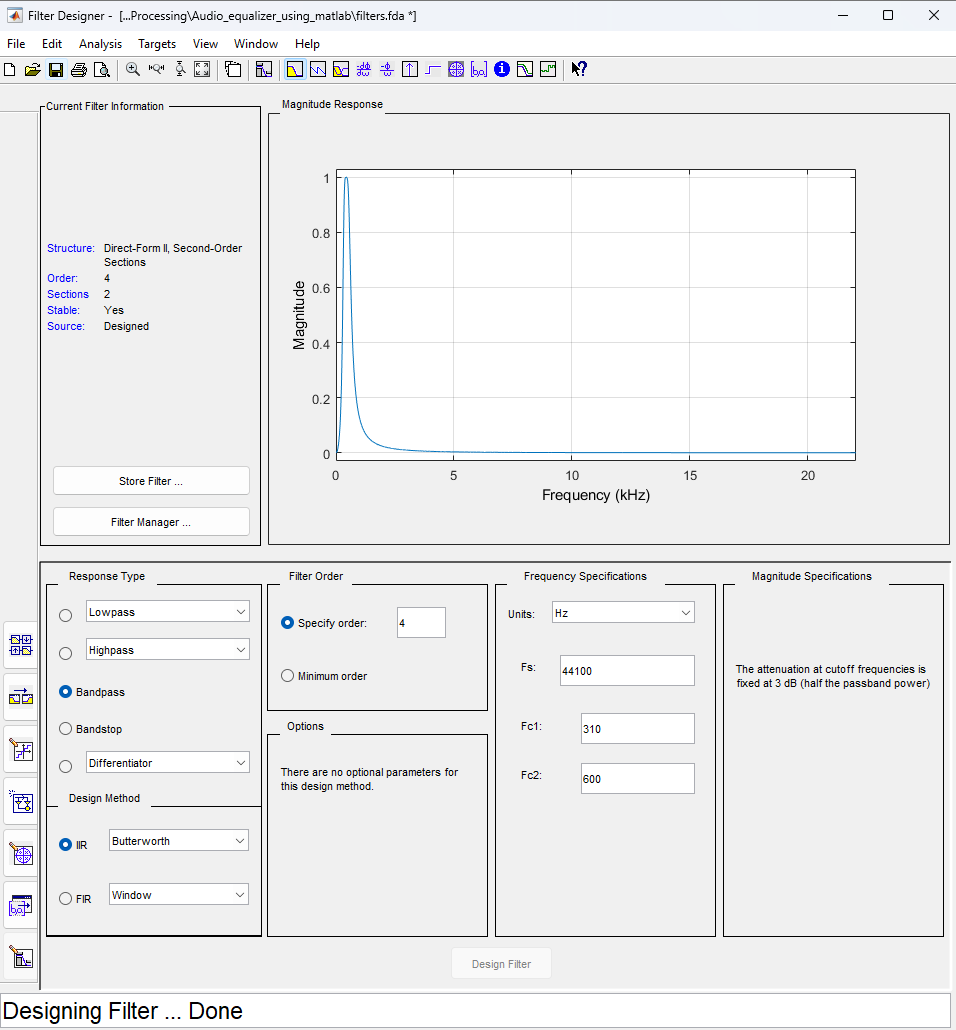 Filter Designer -  [...Processing\Audio_equalizer_using_matlab\filters.fda *]
File Edit Analysis Targets View Window Help
Current Filter Information
Structure: Direct-Form II, Second-Order
Sections
Order: 4
Sections 2
Stable: Yes
Source: Designed
Store Filter ...
Filter Manager ...
Magnitude Response
Magnitude
1
0.8
0.6
0.4
0.2
0
0 5 10 15 20
Frequency (kHz)
Response Type
Lowpass
Highpass
Bandpass
Bandstop
Differentiator
Design Method
IIR Butterworth
FIR Window
Filter Order
Specify order: 4
Minimum order
Options
There are no optional parameters for
this design method.
Frequency Specifications
Units: Hz
Fs: 44100
Fc1: 310
Fc2: 600
Magnitude Specifications
The attenuation at cutoff frequencies is
fixed at 3 dB (half the passband power)
Design Filter
Designing Filter ... Done